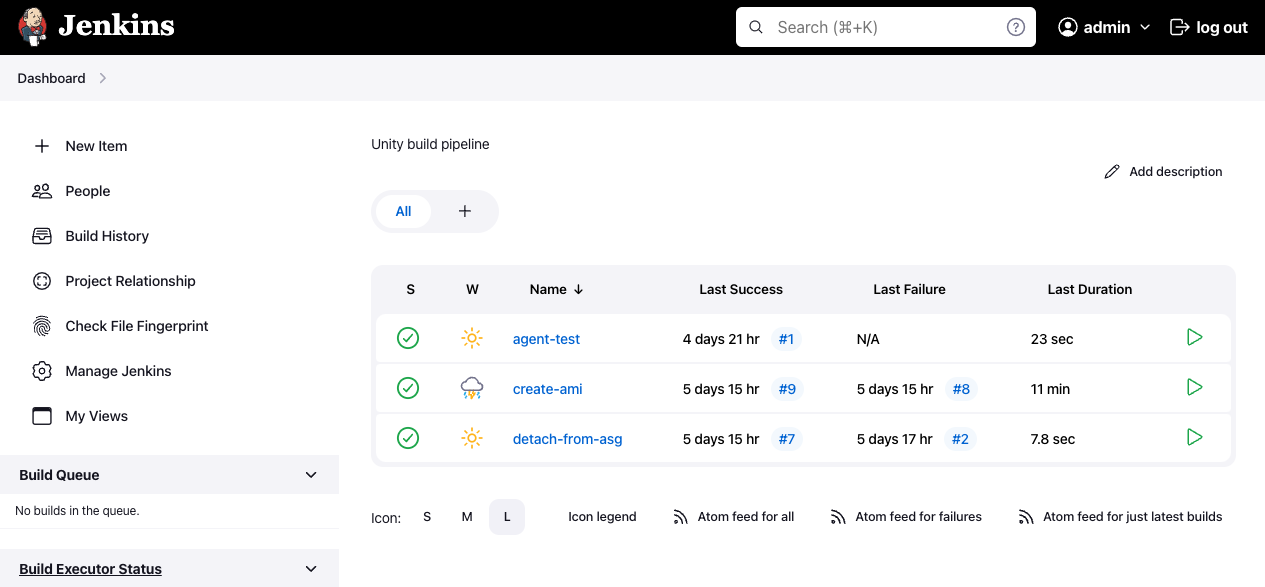 Jenkins
Search (⌘+K)
admin
log out
Dashboard
New Item
People
Build History
Project Relationship
Check File Fingerprint
Manage Jenkins
My Views
Build Queue
No builds in the queue.
Build Executor Status
Unity build pipeline
Add description
All
S W Name ↓ Last Success Last Failure Last Duration
agent-test 4 days 21 hr #1 N/A 23 sec
create-ami 5 days 15 hr #9 5 days 15 hr #8 11 min
detach-from-asg 5 days 15 hr #7 5 days 17 hr #2 7.8 sec
Icon: S M L Icon legend Atom feed for all Atom feed for failures Atom feed for just latest builds